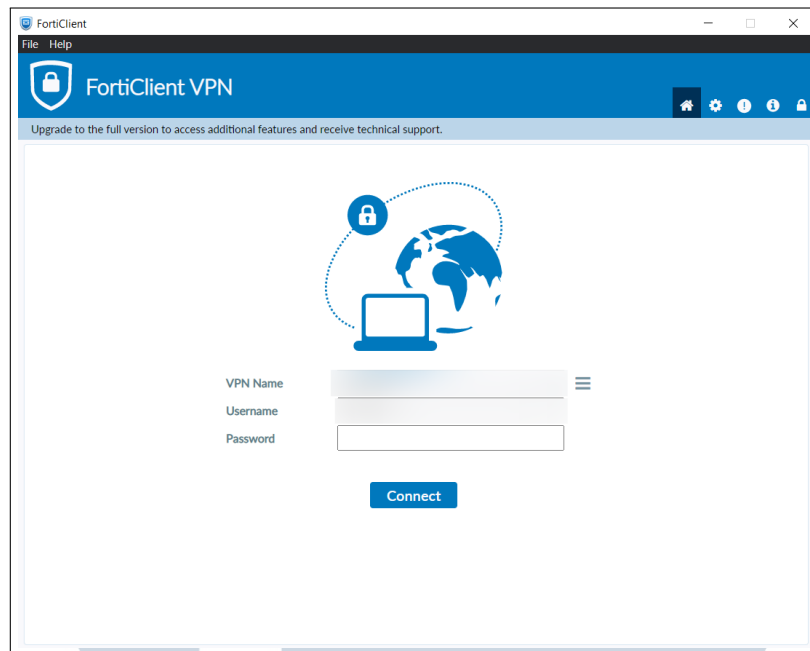 FortiClient
File Help
FortiClient VPN
Upgrade to the full version to access additional features and receive technical support.
VPN Name
Username
Password
Connect